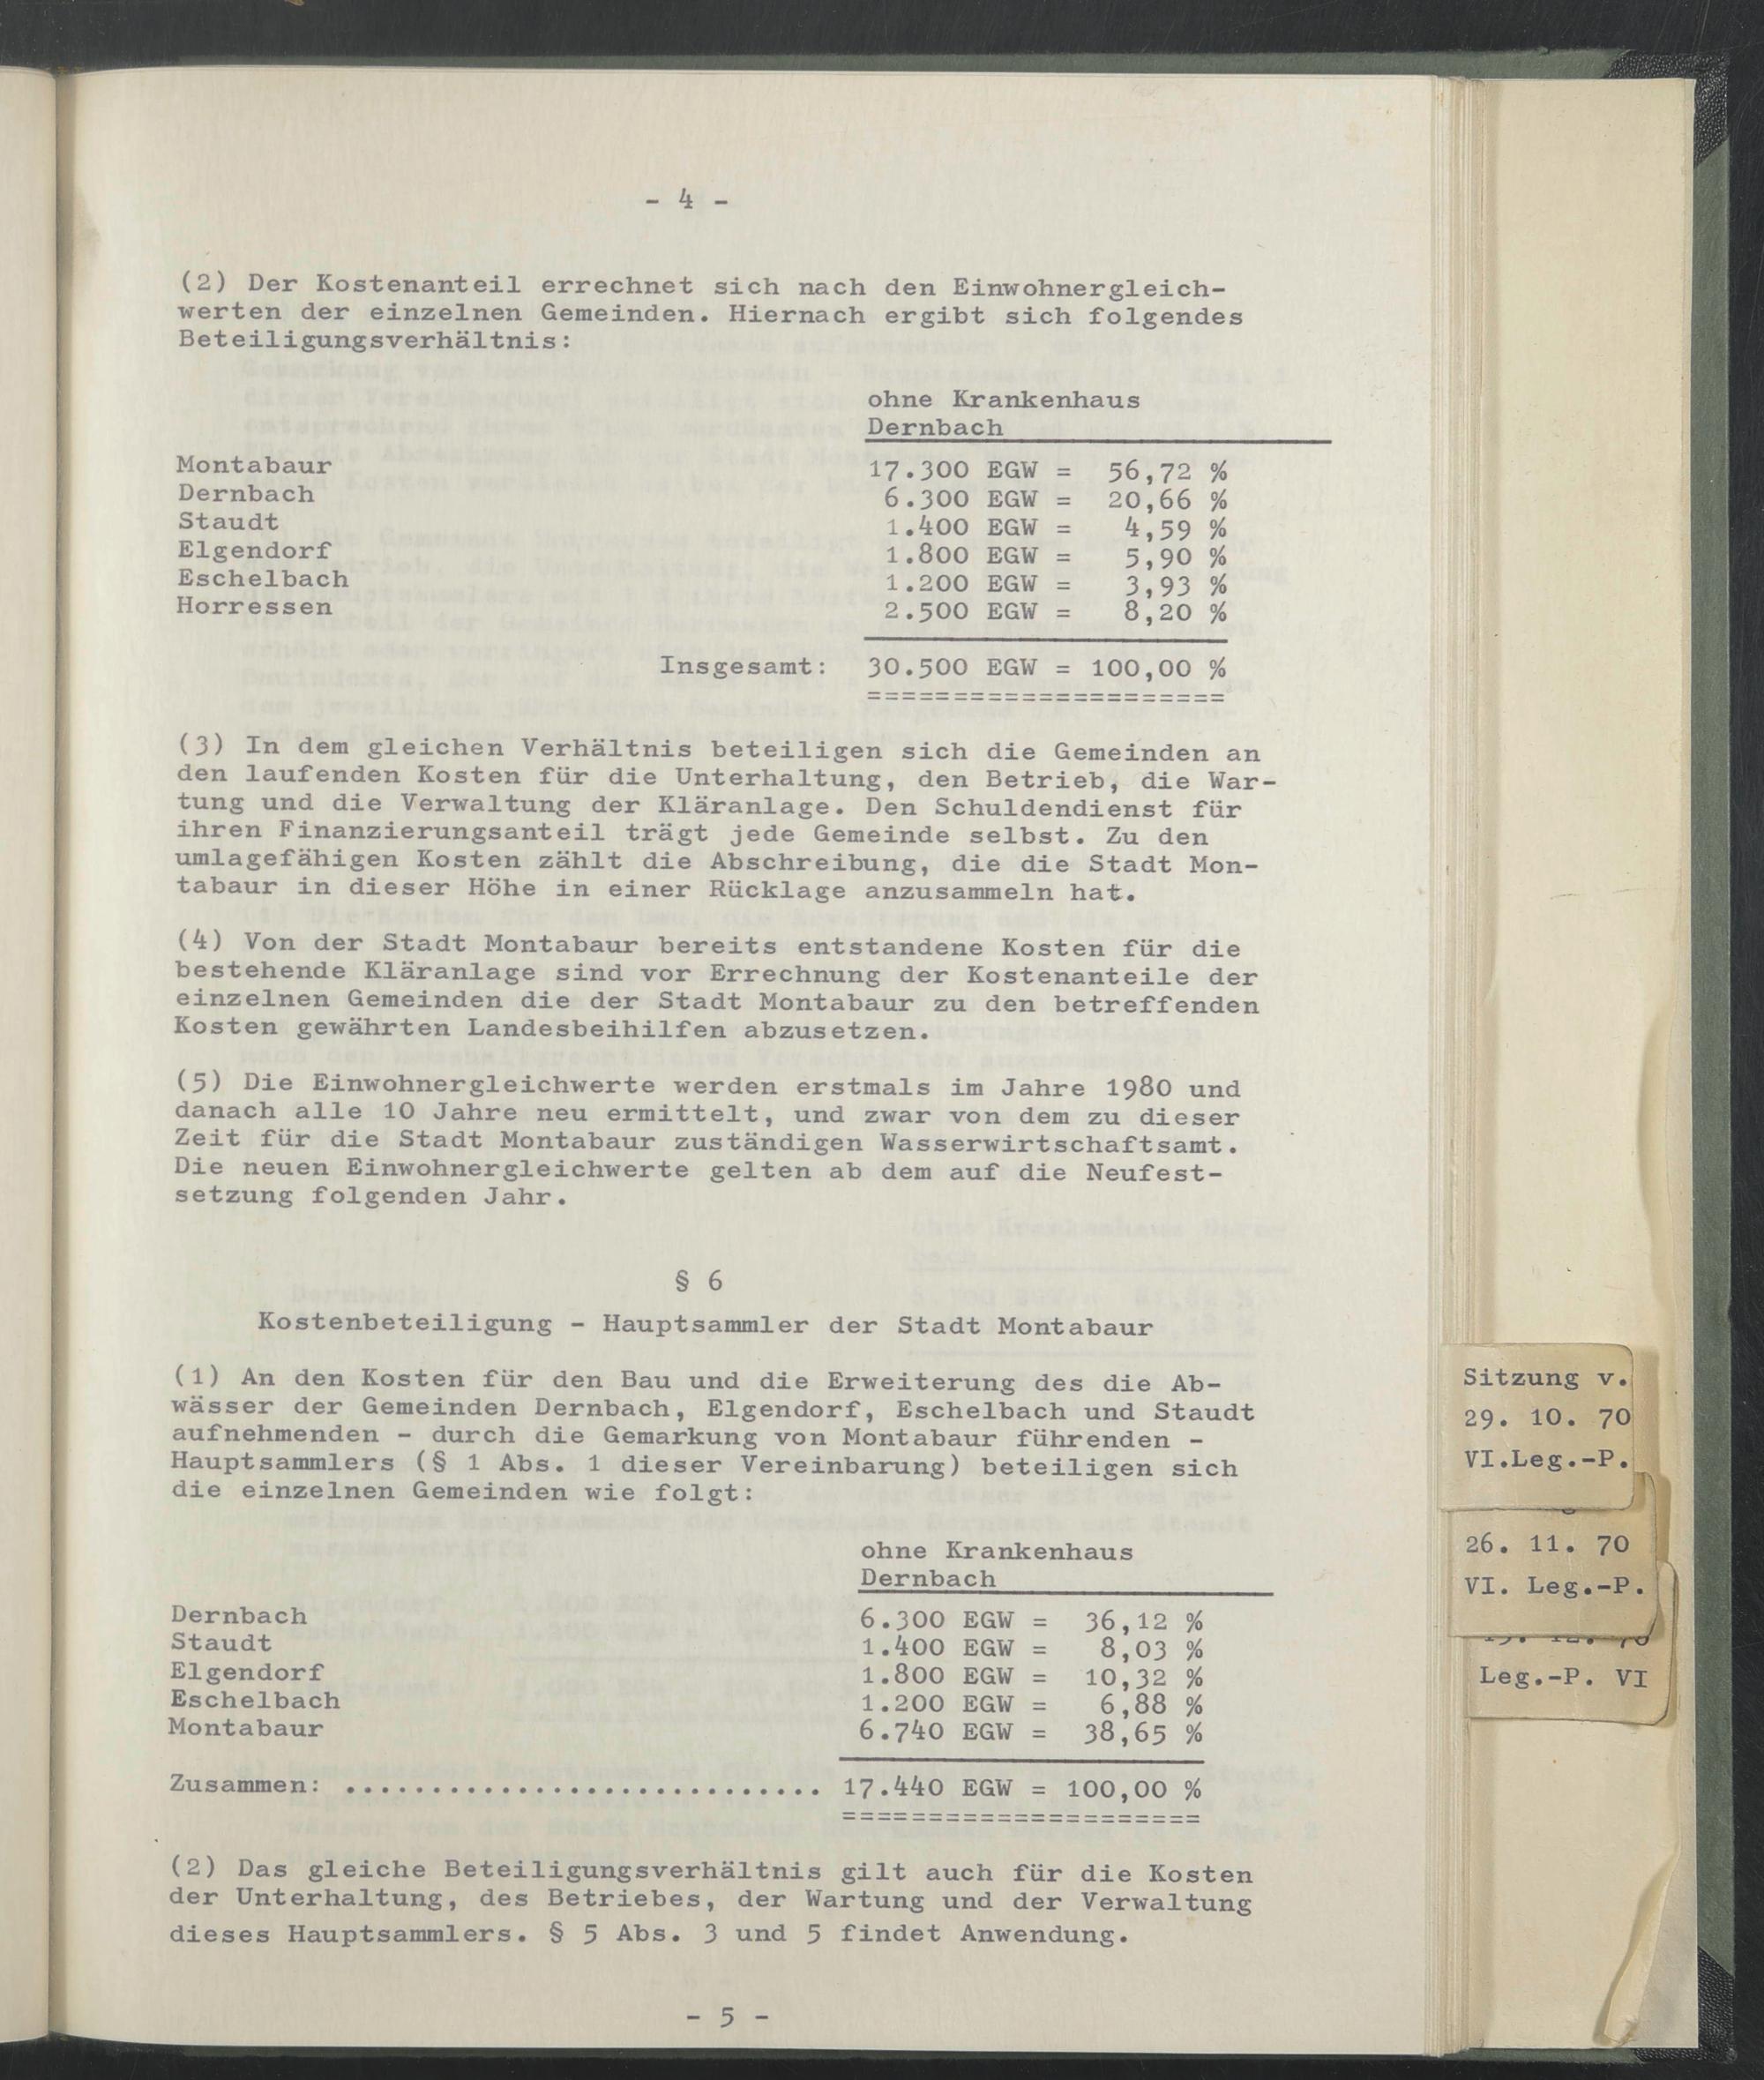 - 4 -
(2) Der Kostenanteil errechnet sich nach den Einwohnergleich-
werten der einzelnen Gemeinden. Hiernach ergibt sich folgendes
Beteiligungsverhältnis:
ohne Krankenhaus
Dernbach
Montabaur 17.300 EGW = 56,72 %
Dernbach 6.300 EGW = 20,66 %
Staudt 1.400 EGW = 4,59 %
Elgendorf 1.800 EGW = 5,90 %
Eschelbach 1.200 EGW = 3,93 %
Horressen 2.500 EGW = 8,20 %
Insgesamt: 30.500 EGW = 100,00 %
=====================
(3) In dem gleichen Verhältnis beteiligen sich die Gemeinden an
den laufenden Kosten für die Unterhaltung, den Betrieb, die War-
tung und die Verwaltung der Kläranlage. Den Schuldendienst für
ihren Finanzierungsanteil trägt jede Gemeinde selbst. Zu den
umlagefähigen Kosten zählt die Abschreibung, die die Stadt Mon-
tabaur in dieser Höhe in einer Rücklage anzusammeln hat.
(4) Von der Stadt Montabaur bereits entstandene Kosten für die
bestehende Kläranlage sind vor Errechnung der Kostenanteile der
einzelnen Gemeinden die der Stadt Montabaur zu den betreffenden
Kosten gewährten Landesbeihilfen abzusetzen.
(5) Die Einwohnergleichwerte werden erstmals im Jahre 1980 und
danach alle 10 Jahre neu ermittelt, und zwar von dem zu dieser
Zeit für die Stadt Montabaur zuständigen Wasserwirtschaftsamt.
Die neuen Einwohnergleichwerte gelten ab dem auf die Neufest-
setzung folgenden Jahr.
§ 6
Kostenbeteiligung - Hauptsammler der Stadt Montabaur
(1) An den Kosten für den Bau und die Erweiterung des die Ab-
wässer der Gemeinden Dernbach, Elgendorf, Eschelbach und Staudt
aufnehmenden - durch die Gemarkung von Montabaur führenden -
Hauptsammlers (§ 1 Abs. 1 dieser Vereinbarung) beteiligen sich
die einzelnen Gemeinden wie folgt:
ohne Krankenhaus
Dernbach
Dernbach 6.300 EGW = 36,12 %
Staudt 1.400 EGW = 8,03 %
Elgendorf 1.800 EGW = 10,32 %
Eschelbach 1.200 EGW = 6,88 %
Montabaur 6.740 EGW = 38,65 %
Zusammen: ............................ 17.440 EGW = 100,00 %
=====================
(2) Das gleiche Beteiligungsverhältnis gilt auch für die Kosten
der Unterhaltung, des Betriebes, der Wartung und der Verwaltung
dieses Hauptsammlers. § 5 Abs. 3 und 5 findet Anwendung.
- 5 -
Sitzung v.
29. 10. 70
VI.Leg.-P.
26. 11. 70
VI. Leg.-P.
Leg.-P. VI